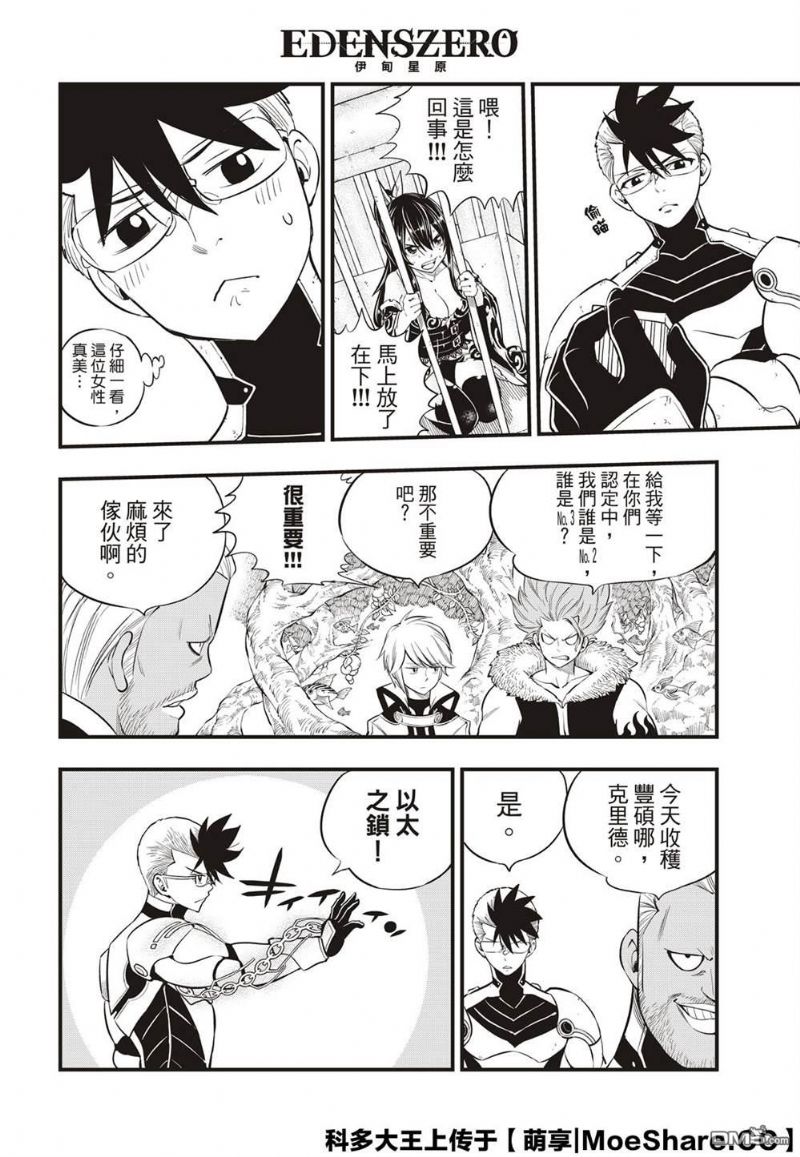 EDENSZERO
伊甸星原
偷瞄
喂！
這是怎麼
回事!!!
馬上放了
在下!!!
仔細一看，
這位女性
真美…
給我等一下，
在你們
認定中，
我們誰是No.2，
誰是No.3？
那不重要
吧？
很重要!!!
來了
麻煩的
傢伙啊。
今天收穫
豐碩哪，
克里德。
是。
以太
之鎖！
科多大王上传于【萌享|MoeShare.CC】